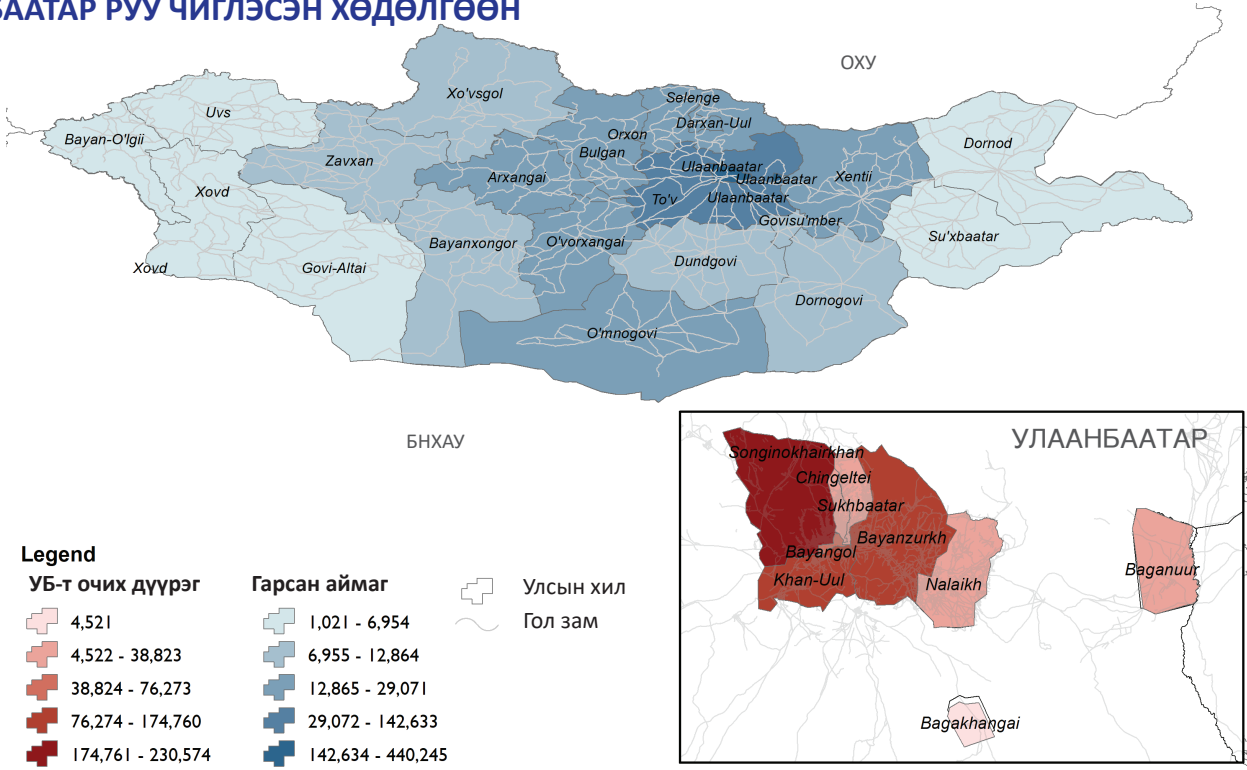 БААТАР РУУ ЧИГЛЭСЭН ХӨДӨЛГӨӨН
ОХУ
Xo'vsgol
Selenge
Uvs
Darxan-Uul
Orxon
Bayan-O'lgii
Dornod
Bulgan
Zavxan
Ulaanbaatar
Arxangai
Ulaanbaatar
Xentii
Xovd
To'v
Ulaanbaatar
Govisu'mber
Su'xbaatar
Bayanxongor
O'vorxangai
Dundgovi
Xovd
Govi-Altai
Dornogovi
O'mnogovi
БНХАУ
УЛААНБААТАР
Songinokhairkhan
Chingeltei
Sukhbaatar
Bayanzurkh
Bayangol
Khan-Uul
Nalaikh
Baganuur
Bagakhangai
Legend
УБ-т очих дүүрэг
4,521
4,522 - 38,823
38,824 - 76,273
76,274 - 174,760
174,761 - 230,574
Гарсан аймаг
1,021 - 6,954
6,955 - 12,864
12,865 - 29,071
29,072 - 142,633
142,634 - 440,245
Улсын хил
Гол зам